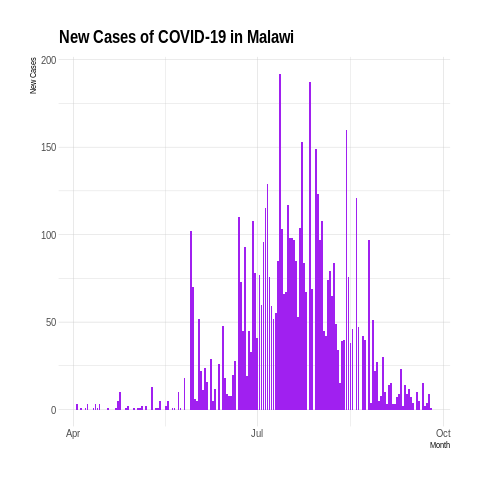 New Cases of COVID-19 in Malawi
New Cases
200
150
100
50
0
Apr
Jul
Oct
Month